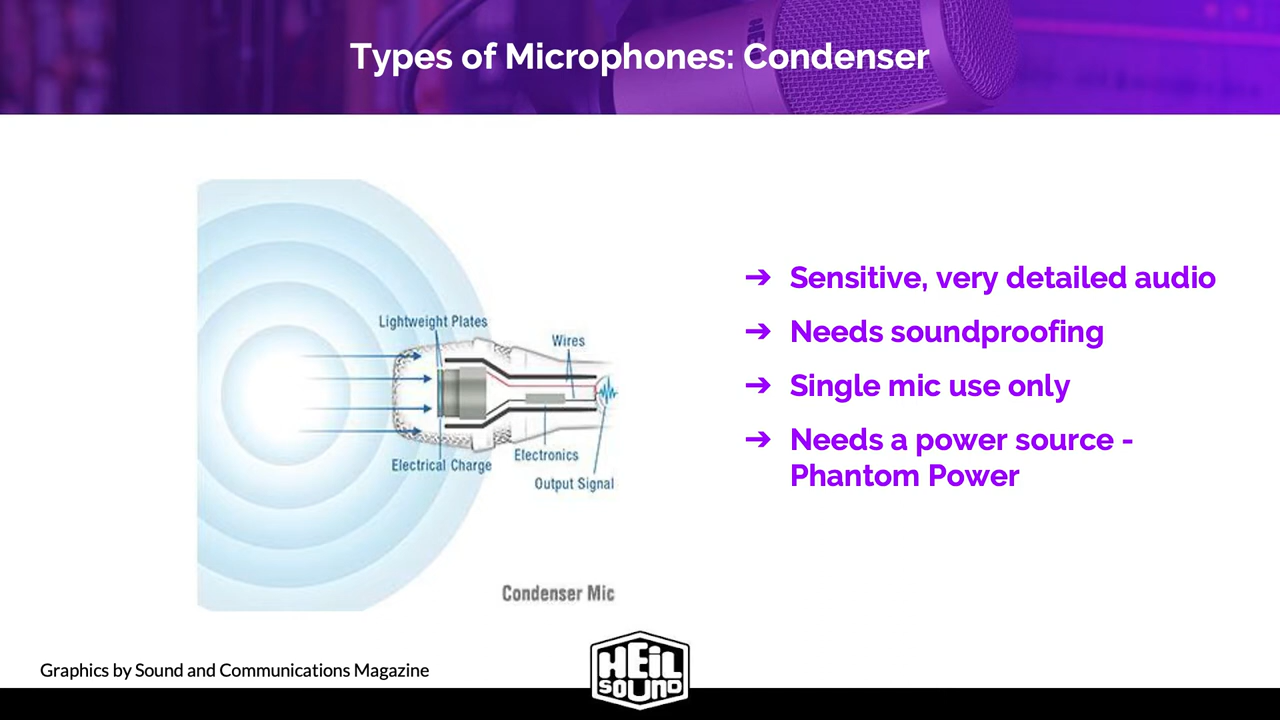 Types of Microphones: Condenser
HEIL
Lightweight Plates
Wires
Electrical Charge
Electronics
Output Signal
Condenser Mic
➔ Sensitive, very detailed audio
➔ Needs soundproofing
➔ Single mic use only
➔ Needs a power source -
Phantom Power
Graphics by Sound and Communications Magazine
HEiL
SOUND